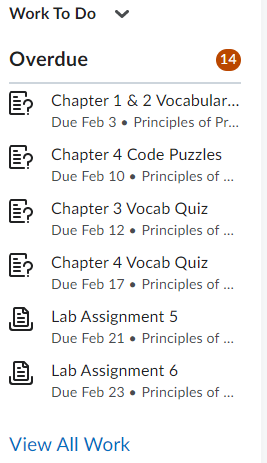 Work To Do
Overdue
14
Chapter 1 & 2 Vocabular...
Due Feb 3 • Principles of Pr...
Chapter 4 Code Puzzles
Due Feb 10 • Principles of ...
Chapter 3 Vocab Quiz
Due Feb 12 • Principles of ...
Chapter 4 Vocab Quiz
Due Feb 17 • Principles of ...
Lab Assignment 5
Due Feb 21 • Principles of ...
Lab Assignment 6
Due Feb 23 • Principles of ...
View All Work